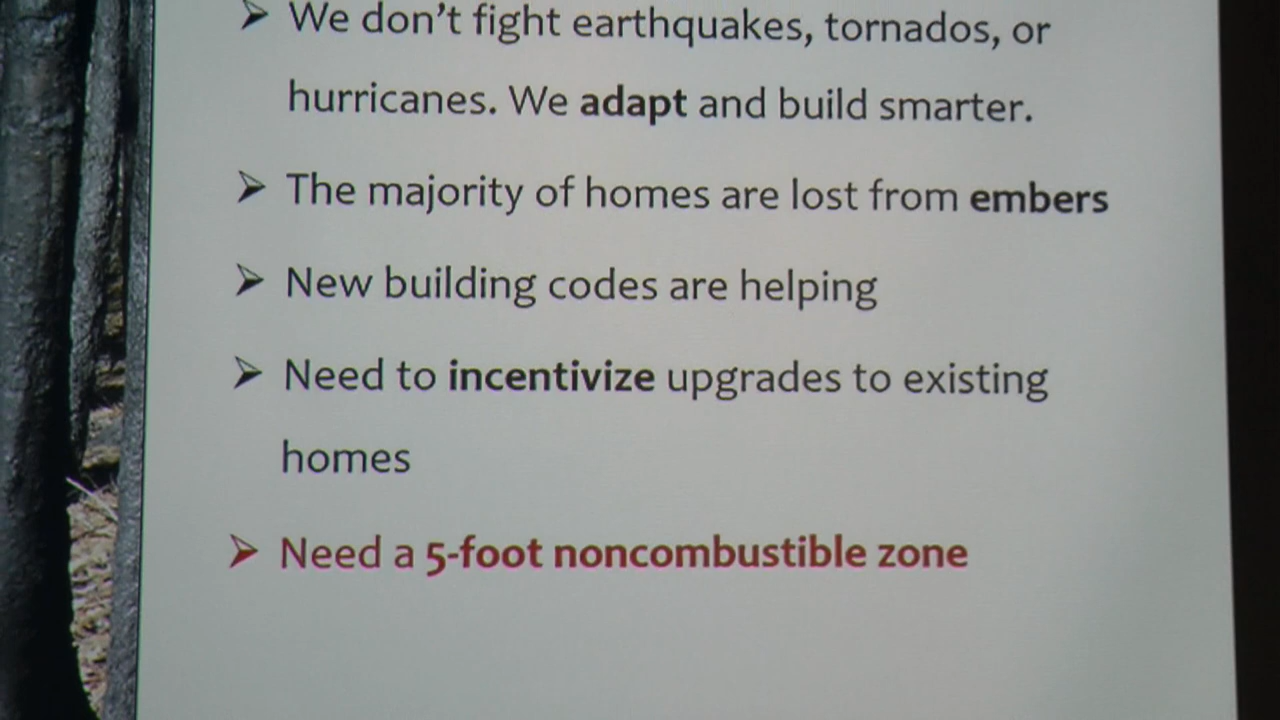 ➢ We don't fight earthquakes, tornados, or
hurricanes. We adapt and build smarter.
➢ The majority of homes are lost from embers
➢ New building codes are helping
➢ Need to incentivize upgrades to existing
homes
➢ Need a 5-foot noncombustible zone